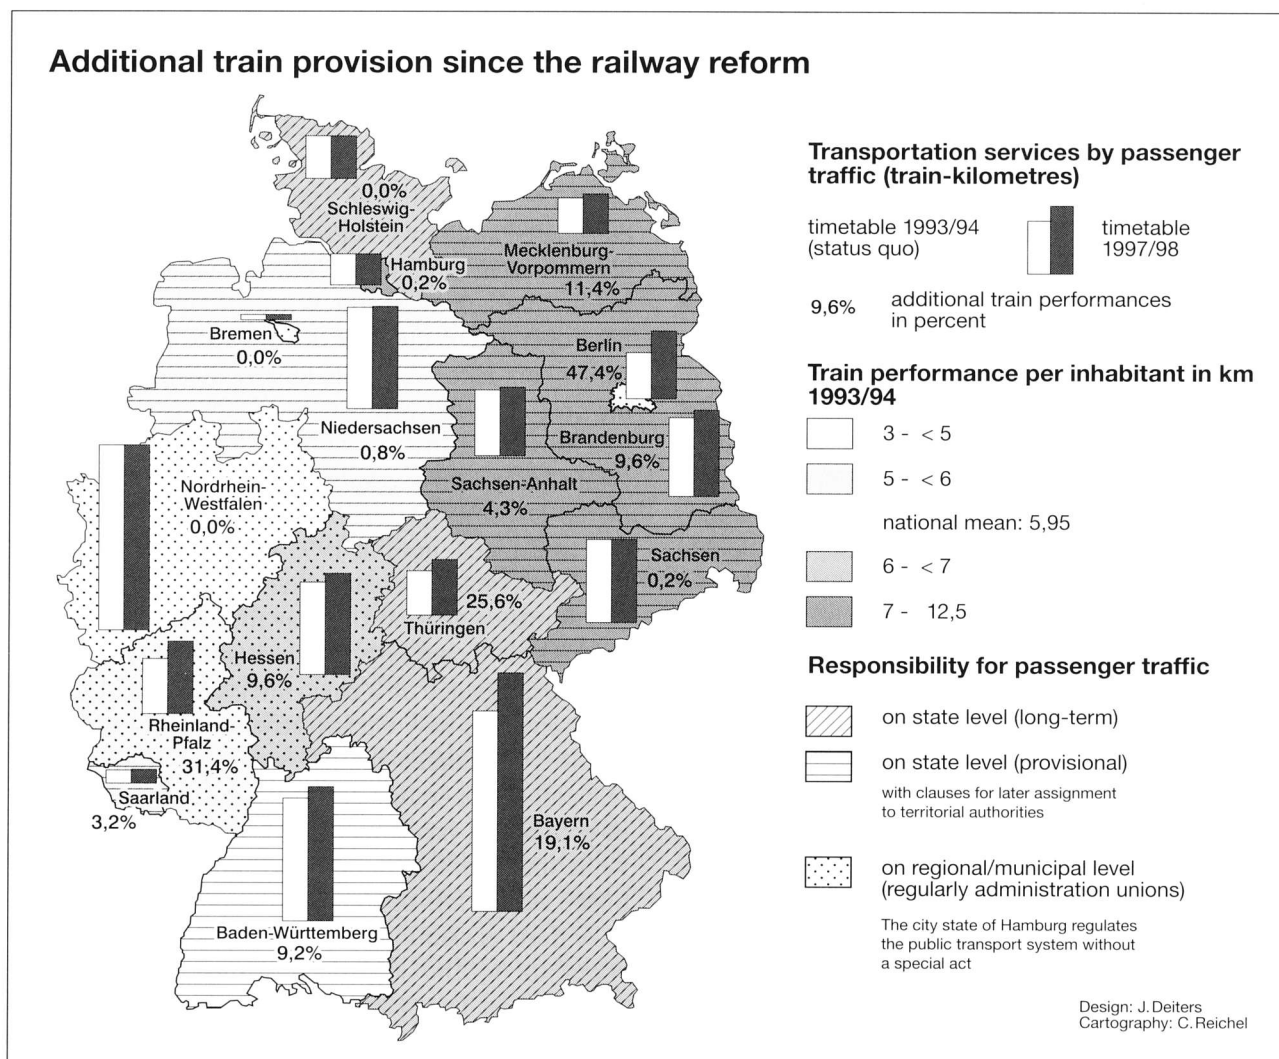 Additional train provision since the railway reform
0,0%
Schleswig-
Holstein
Hamburg
0,2%
Mecklenburg-
Vorpommern
11,4%
Bremen
0,0%
Berlin
47,4%
Niedersachsen
0,8%
Brandenburg
9,6%
Sachsen-Anhalt
4,3%
Nordrhein-
Westfalen
0,0%
Sachsen
0,2%
25,6%
Thüringen
Hessen
9,6%
Rheinland-
Pfalz
31,4%
Saarland
3,2%
Bayern
19,1%
Baden-Württemberg
9,2%
Transportation services by passenger
traffic (train-kilometres)
timetable 1993/94
(status quo)
timetable
1997/98
9,6%
additional train performances
in percent
Train performance per inhabitant in km
1993/94
3 - < 5
5 - < 6
national mean: 5,95
6 - < 7
7 - 12,5
Responsibility for passenger traffic
on state level (long-term)
on state level (provisional)
with clauses for later assignment
to territorial authorities
on regional/municipal level
(regularly administration unions)
The city state of Hamburg regulates
the public transport system without
a special act
Design: J. Deiters
Cartography: C. Reichel